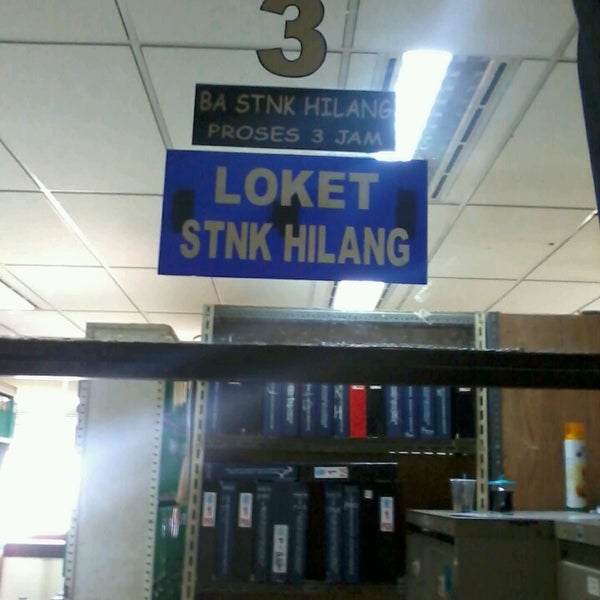 3
BA STNK HILANG
PROSES 3 JAM
LOKET
STNK HILANG